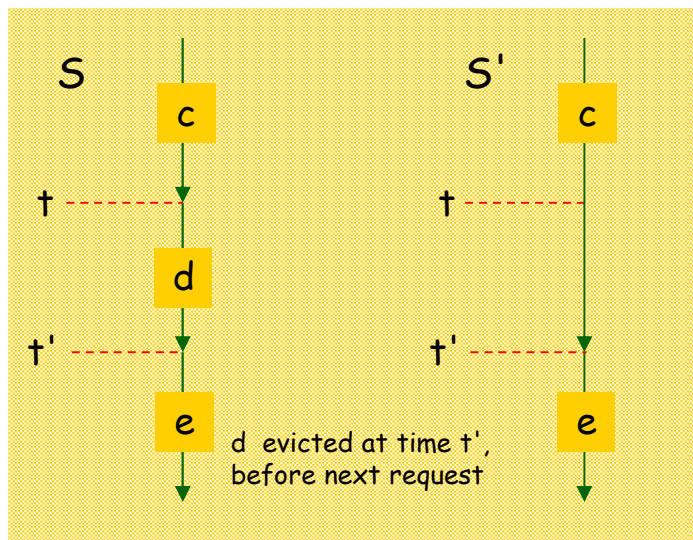 S
S'
c
c
t
t
d
t'
t'
e
e
d evicted at time t',
before next request